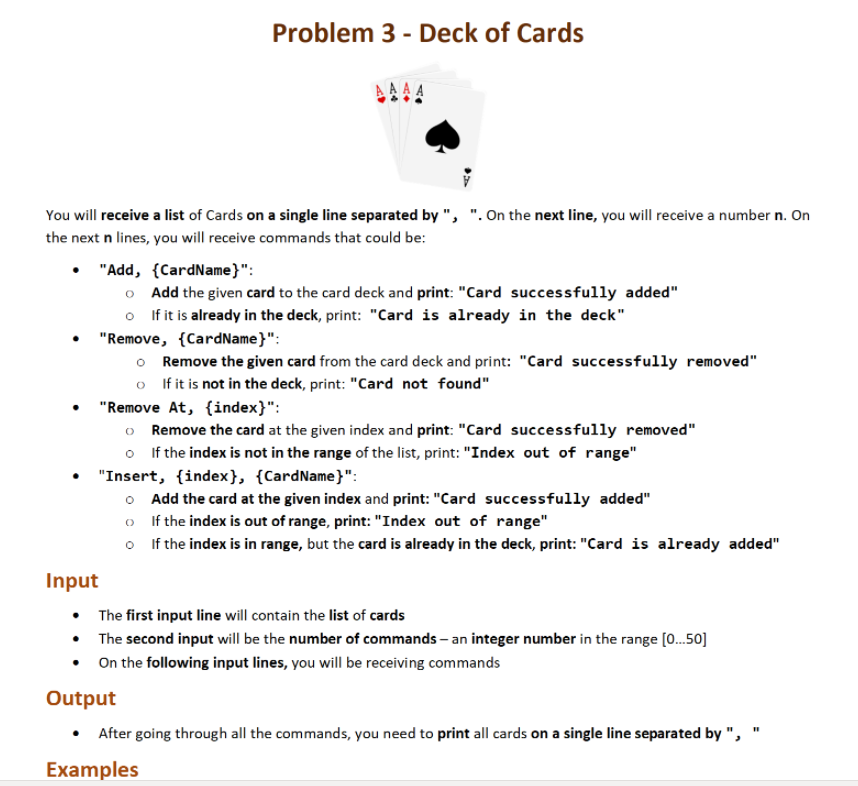 Problem 3 - Deck of Cards
A A A A
A
You will receive a list of Cards on a single line separated by ", ". On the next line, you will receive a number n. On
the next n lines, you will receive commands that could be:
• "Add, {CardName}":
o Add the given card to the card deck and print: "Card successfully added"
o If it is already in the deck, print: "Card is already in the deck"
• "Remove, {CardName}":
o Remove the given card from the card deck and print: "Card successfully removed"
o If it is not in the deck, print: "Card not found"
• "Remove At, {index}":
o Remove the card at the given index and print: "Card successfully removed"
o If the index is not in the range of the list, print: "Index out of range"
• "Insert, {index}, {CardName}":
o Add the card at the given index and print: "Card successfully added"
o If the index is out of range, print: "Index out of range"
o If the index is in range, but the card is already in the deck, print: "Card is already added"
Input
• The first input line will contain the list of cards
• The second input will be the number of commands – an integer number in the range [0…50]
• On the following input lines, you will be receiving commands
Output
• After going through all the commands, you need to print all cards on a single line separated by ", "
Examples